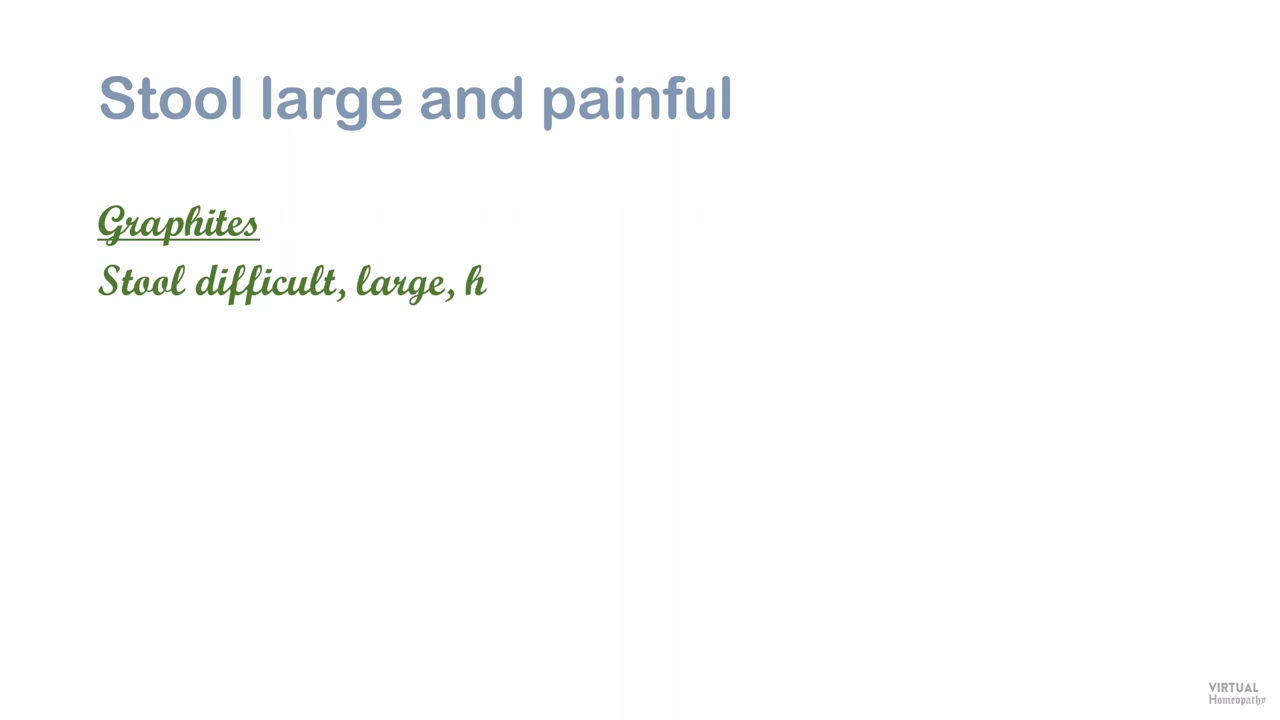 Stool large and painful
Graphites
Stool difficult, large, h
VIRTUAL
Homeopathy